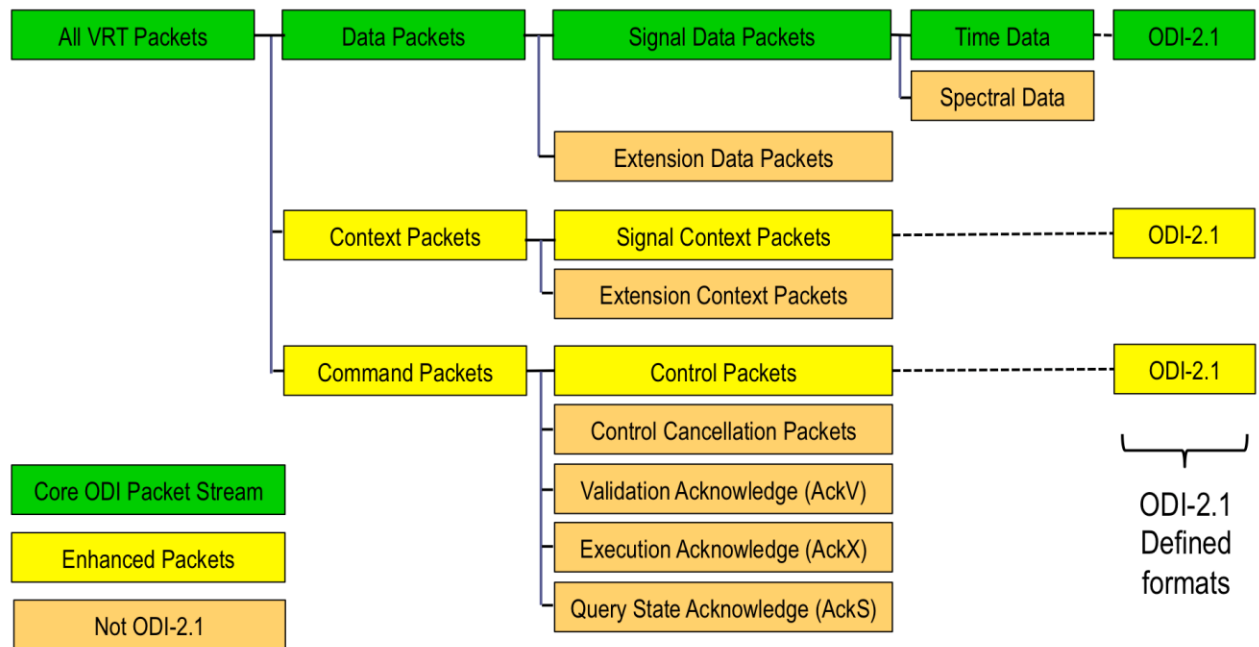 All VRT Packets
Data Packets
Signal Data Packets
Time Data
ODI-2.1
Spectral Data
Extension Data Packets
Context Packets
Signal Context Packets
ODI-2.1
Extension Context Packets
Command Packets
Control Packets
ODI-2.1
Control Cancellation Packets
Validation Acknowledge (AckV)
Execution Acknowledge (AckX)
Query State Acknowledge (AckS)
Core ODI Packet Stream
Enhanced Packets
Not ODI-2.1
ODI-2.1
Defined
formats